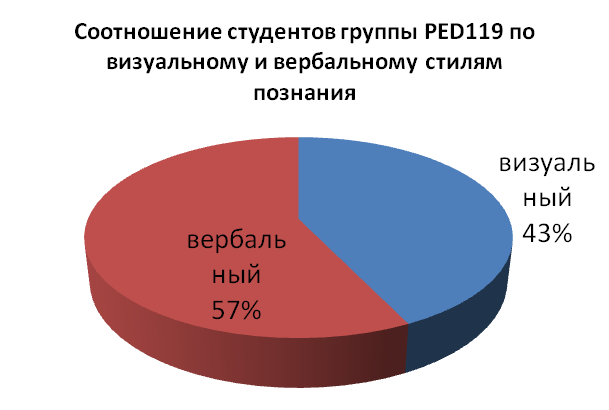 Соотношение студентов группы PED119 по
визуальному и вербальному стилям
познания
визуаль
ный
43%
вербаль
ный
57%